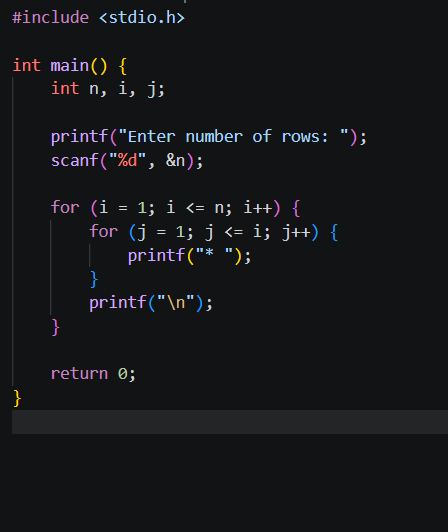 #include <stdio.h>
int main() {
    int n, i, j;
    printf("Enter number of rows: ");
    scanf("%d", &n);
    for (i = 1; i <= n; i++) {
        for (j = 1; j <= i; j++) {
            printf("* ");
        }
        printf("\n");
    }
    return 0;
}